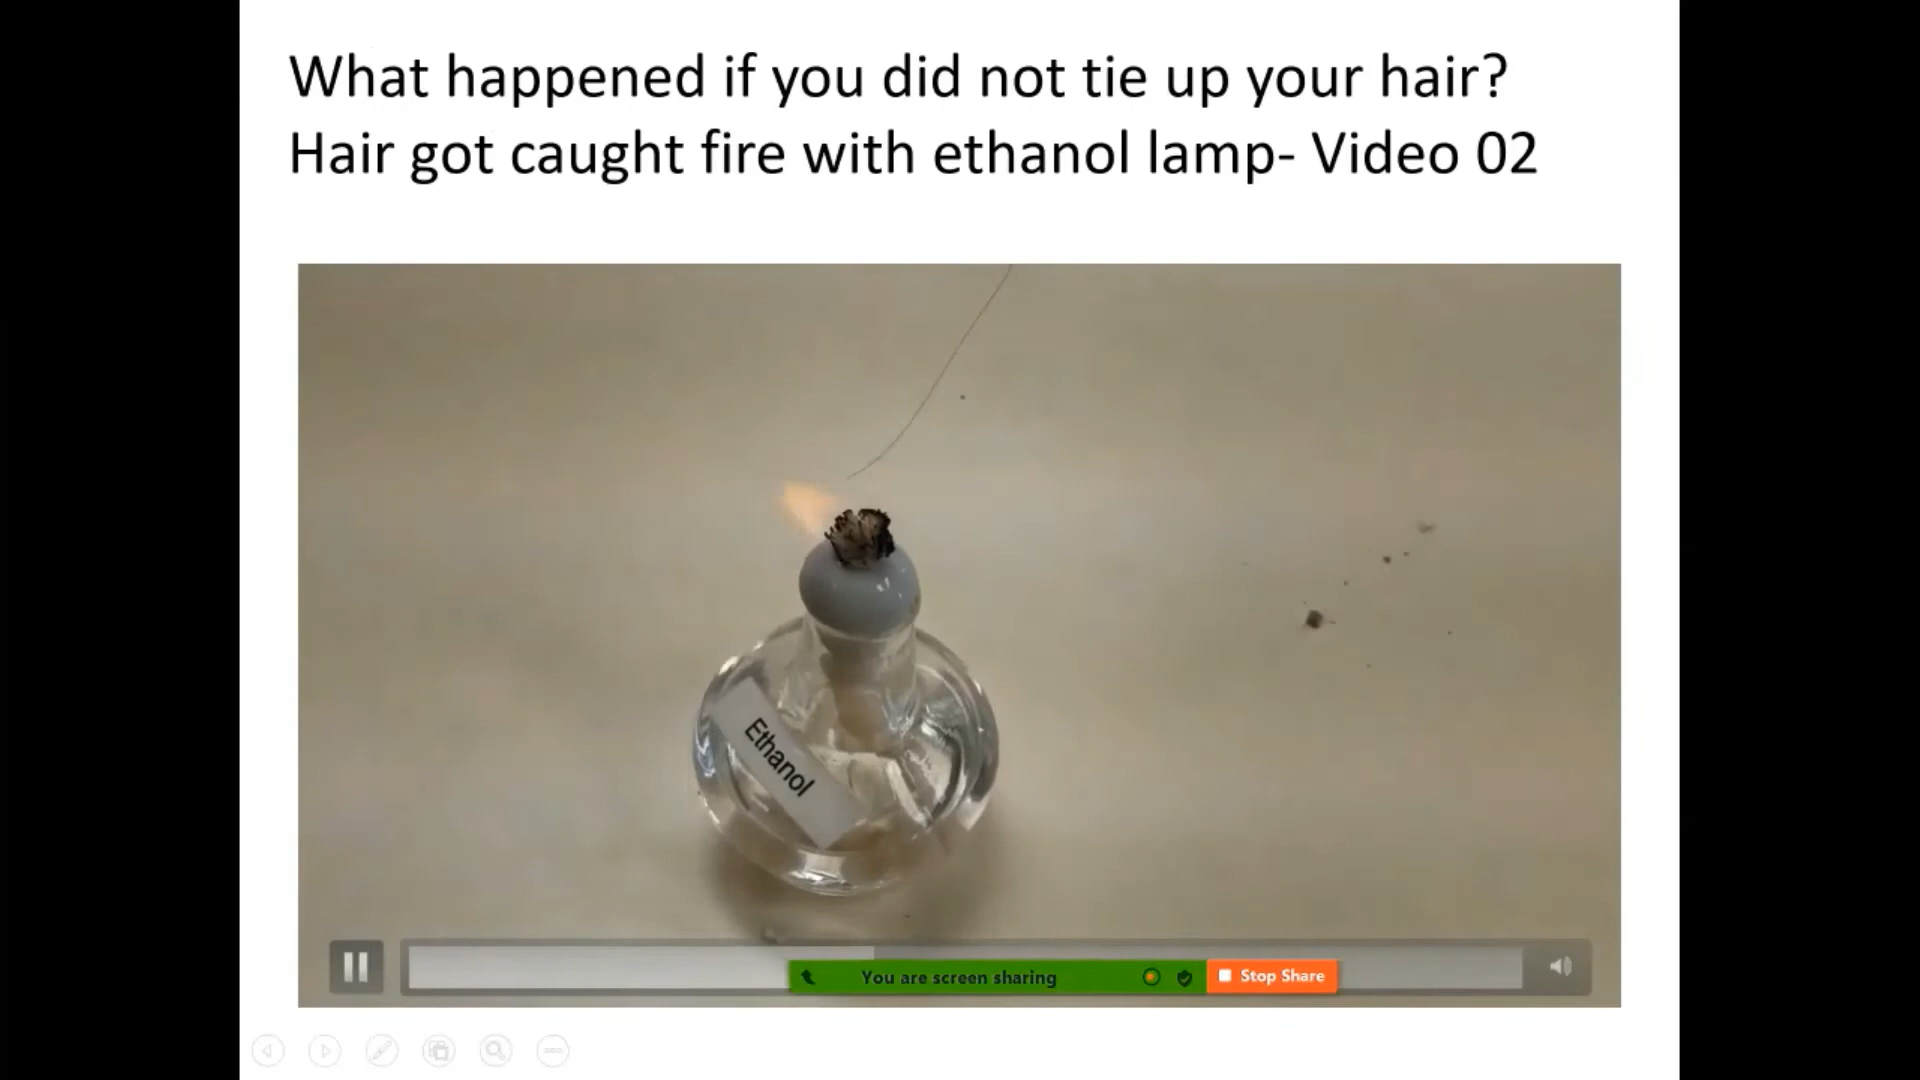 What happened if you did not tie up your hair?
Hair got caught fire with ethanol lamp- Video 02
Ethanol
You are screen sharing
Stop Share